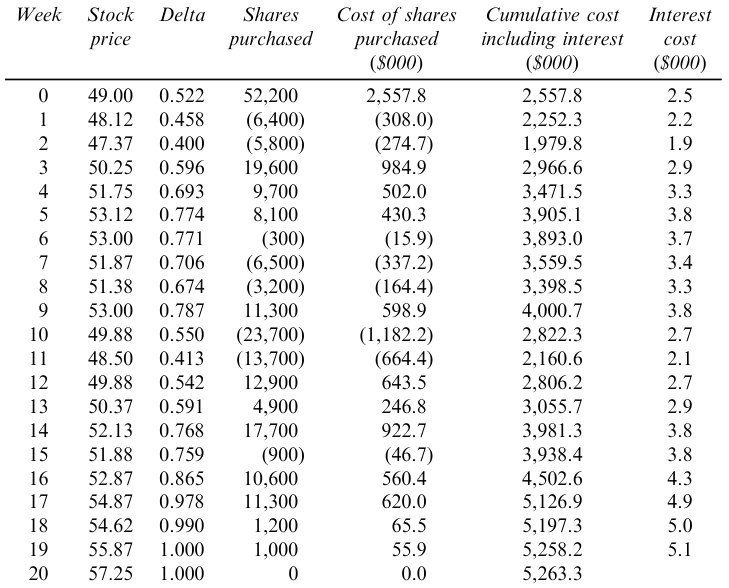 Week Stock Delta Shares Cost of shares Cumulative cost Interest
price purchased purchased including interest cost
($000) ($000) ($000)
0 49.00 0.522 52,200 2,557.8 2,557.8 2.5
1 48.12 0.458 (6,400) (308.0) 2,252.3 2.2
2 47.37 0.400 (5,800) (274.7) 1,979.8 1.9
3 50.25 0.596 19,600 984.9 2,966.6 2.9
4 51.75 0.693 9,700 502.0 3,471.5 3.3
5 53.12 0.774 8,100 430.3 3,905.1 3.8
6 53.00 0.771 (300) (15.9) 3,893.0 3.7
7 51.87 0.706 (6,500) (337.2) 3,559.5 3.4
8 51.38 0.674 (3,200) (164.4) 3,398.5 3.3
9 53.00 0.787 11,300 598.9 4,000.7 3.8
10 49.88 0.550 (23,700) (1,182.2) 2,822.3 2.7
11 48.50 0.413 (13,700) (664.4) 2,160.6 2.1
12 49.88 0.542 12,900 643.5 2,806.2 2.7
13 50.37 0.591 4,900 246.8 3,055.7 2.9
14 52.13 0.768 17,700 922.7 3,981.3 3.8
15 51.88 0.759 (900) (46.7) 3,938.4 3.8
16 52.87 0.865 10,600 560.4 4,502.6 4.3
17 54.87 0.978 11,300 620.0 5,126.9 4.9
18 54.62 0.990 1,200 65.5 5,197.3 5.0
19 55.87 1.000 1,000 55.9 5,258.2 5.1
20 57.25 1.000 0 0.0 5,263.3